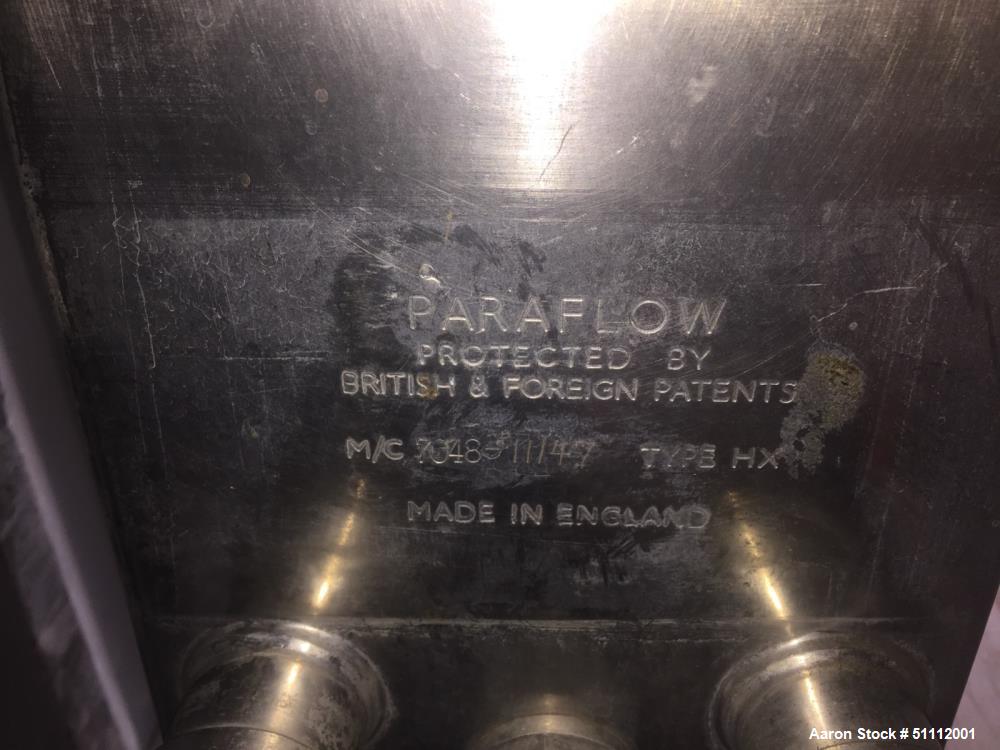 PARAFLOW
PROTECTED BY
BRITISH & FOREIGN PATENTS
M/C TYPE HX
MADE IN ENGLAND
Aaron Stock # 51112001